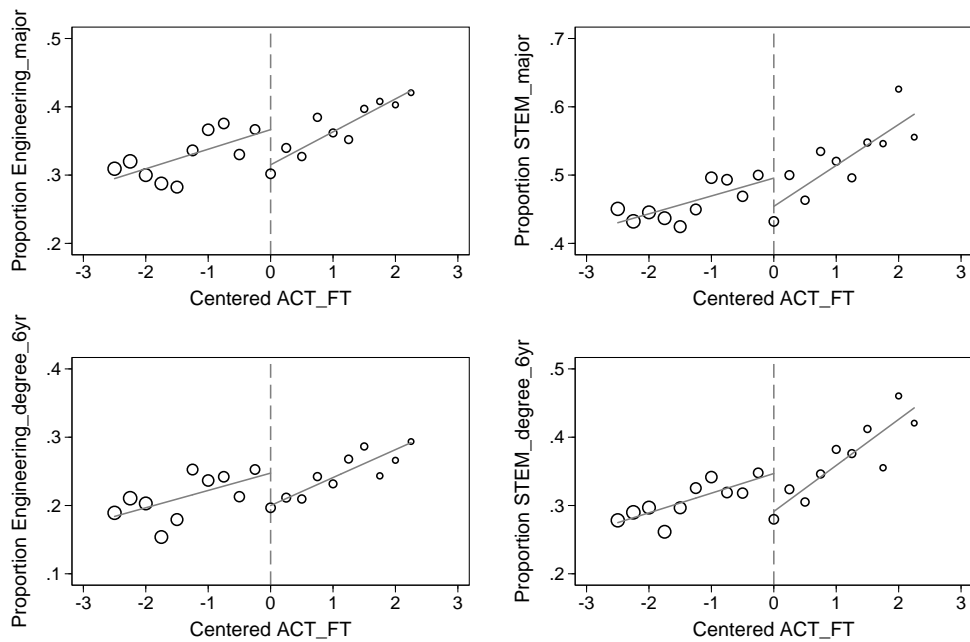 Proportion Engineering_major
.5
.4
.3
.2
-3 -2 -1 0 1 2 3
Centered ACT_FT
Proportion STEM_major
.7
.6
.5
.4
-3 -2 -1 0 1 2 3
Centered ACT_FT
Proportion Engineering_degree_6yr
.4
.3
.2
.1
-3 -2 -1 0 1 2 3
Centered ACT_FT
Proportion STEM_degree_6yr
.5
.4
.3
.2
-3 -2 -1 0 1 2 3
Centered ACT_FT